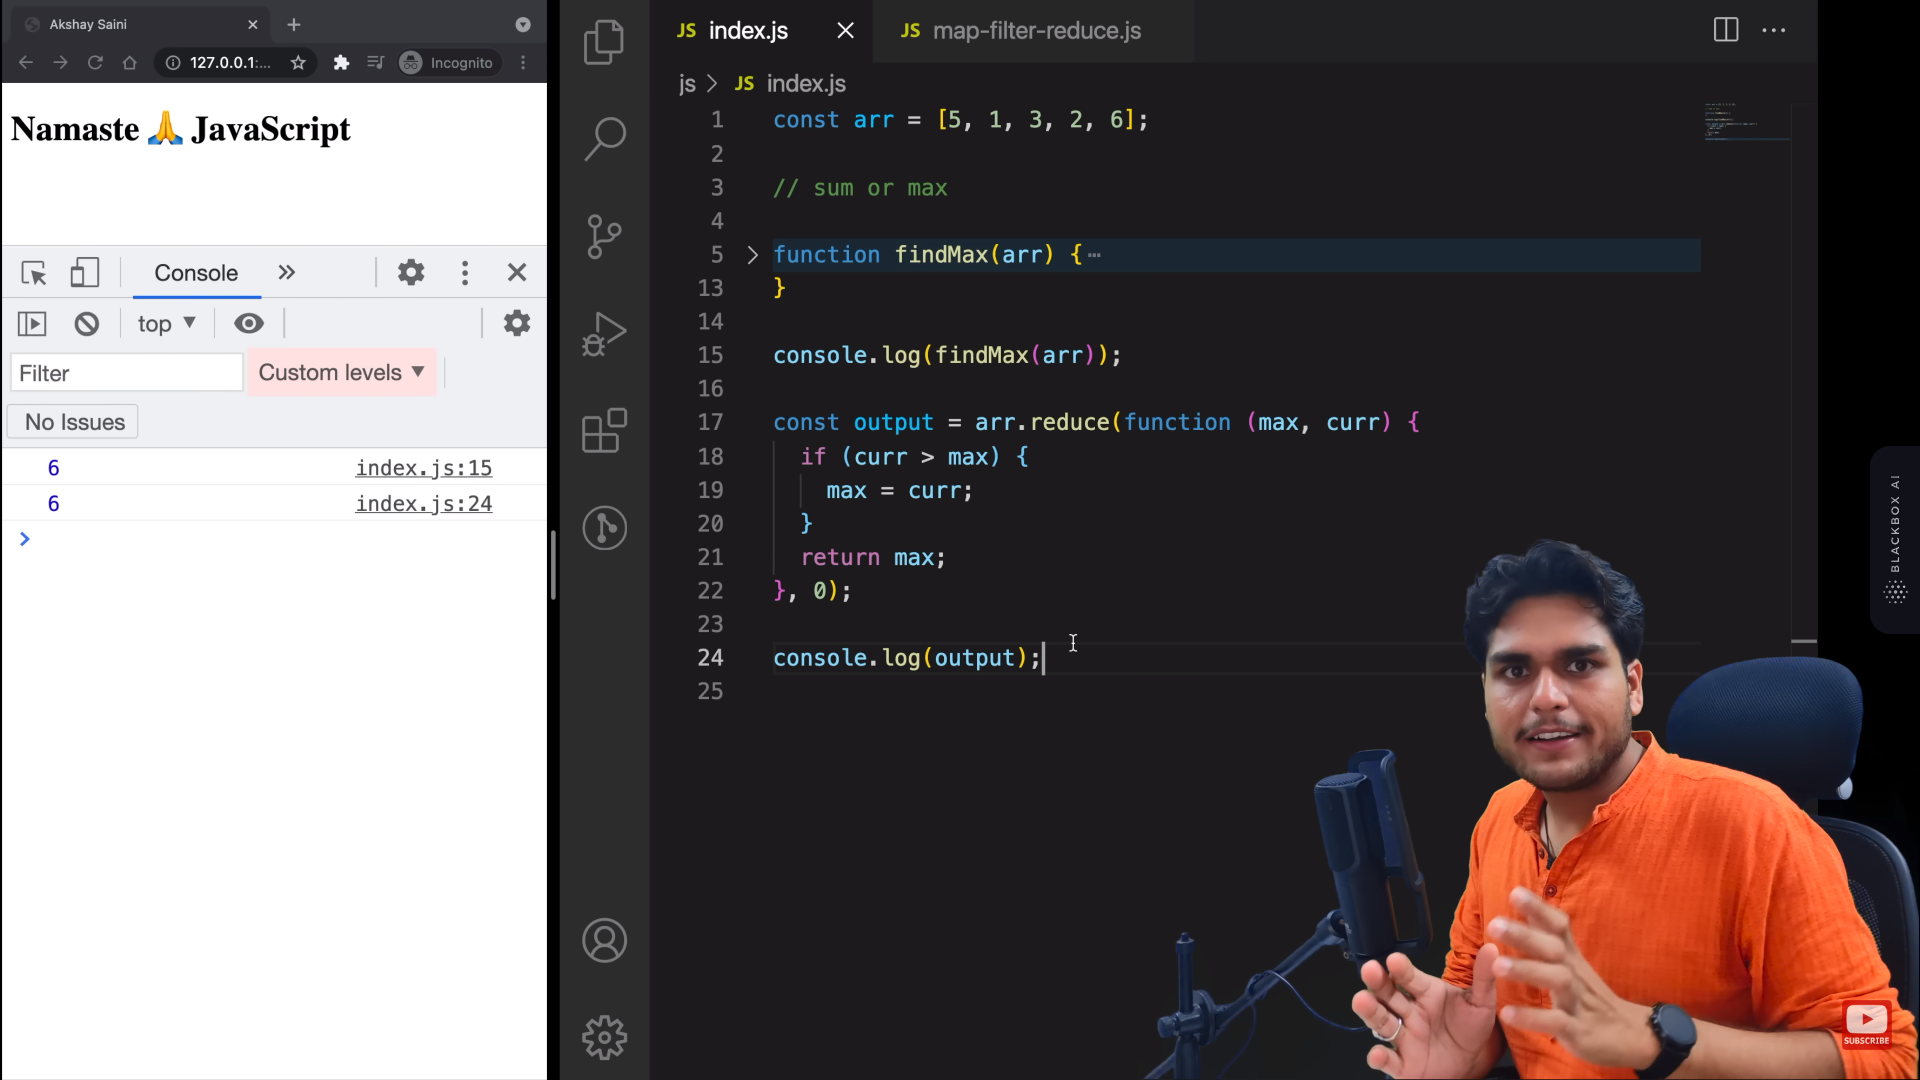 Akshay Saini
127.0.0.1:...
Incognito
Namaste 🙏 JavaScript
Console
top
Filter
Custom levels
No Issues
6 index.js:15
6 index.js:24
JS index.js
JS map-filter-reduce.js
js > JS index.js
1 const arr = [5, 1, 3, 2, 6];
2
3 // sum or max
4
5 function findMax(arr) {⋯
13 }
14
15 console.log(findMax(arr));
16
17 const output = arr.reduce(function (max, curr) {
18 if (curr > max) {
19 max = curr;
20 }
21 return max;
22 }, 0);
23
24 console.log(output);
25
BLACKBOX AI
SUBSCRIBE